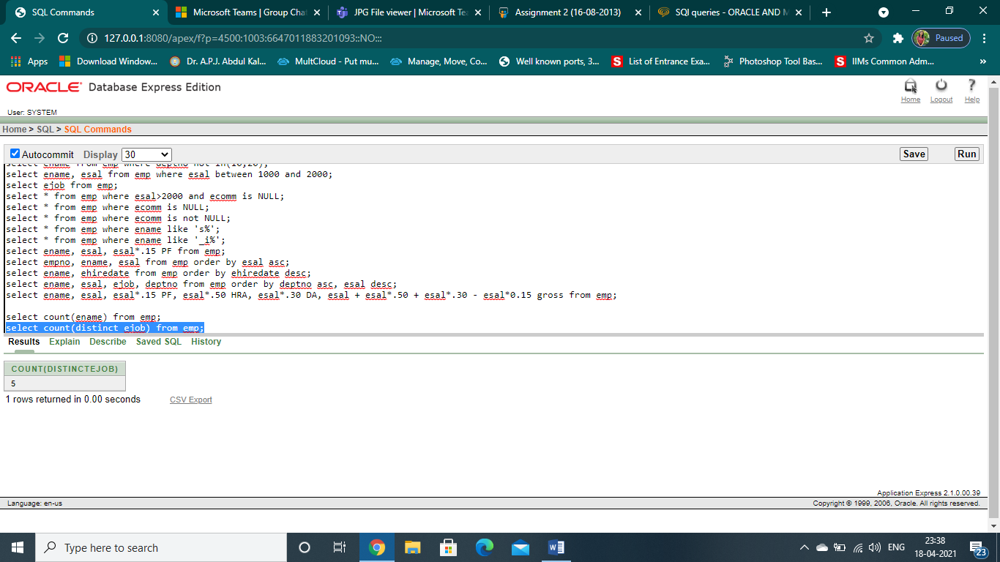 SQL Commands
Microsoft Teams | Group Cha
JPG File viewer | Microsoft Te
Assignment 2 (16-08-2013)
SQl queries - ORACLE AND M
127.0.0.1:8080/apex/f?p=4500:1003:6647011883201093::NO:::
Paused
Apps
Download Window...
Dr. A.P.J. Abdul Kal...
MultCloud - Put mu...
Manage, Move, Co...
Well known ports, 3...
List of Entrance Exa...
Photoshop Tool Bas...
IIMs Common Adm...
»
ORACLE Database Express Edition
Home Logout Help
User: SYSTEM
Home > SQL > SQL Commands
Autocommit Display 30 Save Run
select ename from emp where deptno not in(10,20);
select ename, esal from emp where esal between 1000 and 2000;
select ejob from emp;
select * from emp where esal>2000 and ecomm is NULL;
select * from emp where ecomm is NULL;
select * from emp where ecomm is not NULL;
select * from emp where ename like 's%';
select * from emp where ename like '_i%';
select ename, esal, esal*.15 PF from emp;
select empno, ename, esal from emp order by esal asc;
select ename, ehiredate from emp order by ehiredate desc;
select ename, esal, ejob, deptno from emp order by deptno asc, esal desc;
select ename, esal, esal*.15 PF, esal*.50 HRA, esal*.30 DA, esal + esal*.50 + esal*.30 - esal*0.15 gross from emp;
select count(ename) from emp;
select count(distinct ejob) from emp;
Results Explain Describe Saved SQL History
COUNT(DISTINCTEJOB)
5
1 rows returned in 0.00 seconds CSV Export
Application Express 2.1.0.00.39
Language: en-us Copyright © 1999, 2006, Oracle. All rights reserved.
Type here to search
ENG
23:38
18-04-2021
23